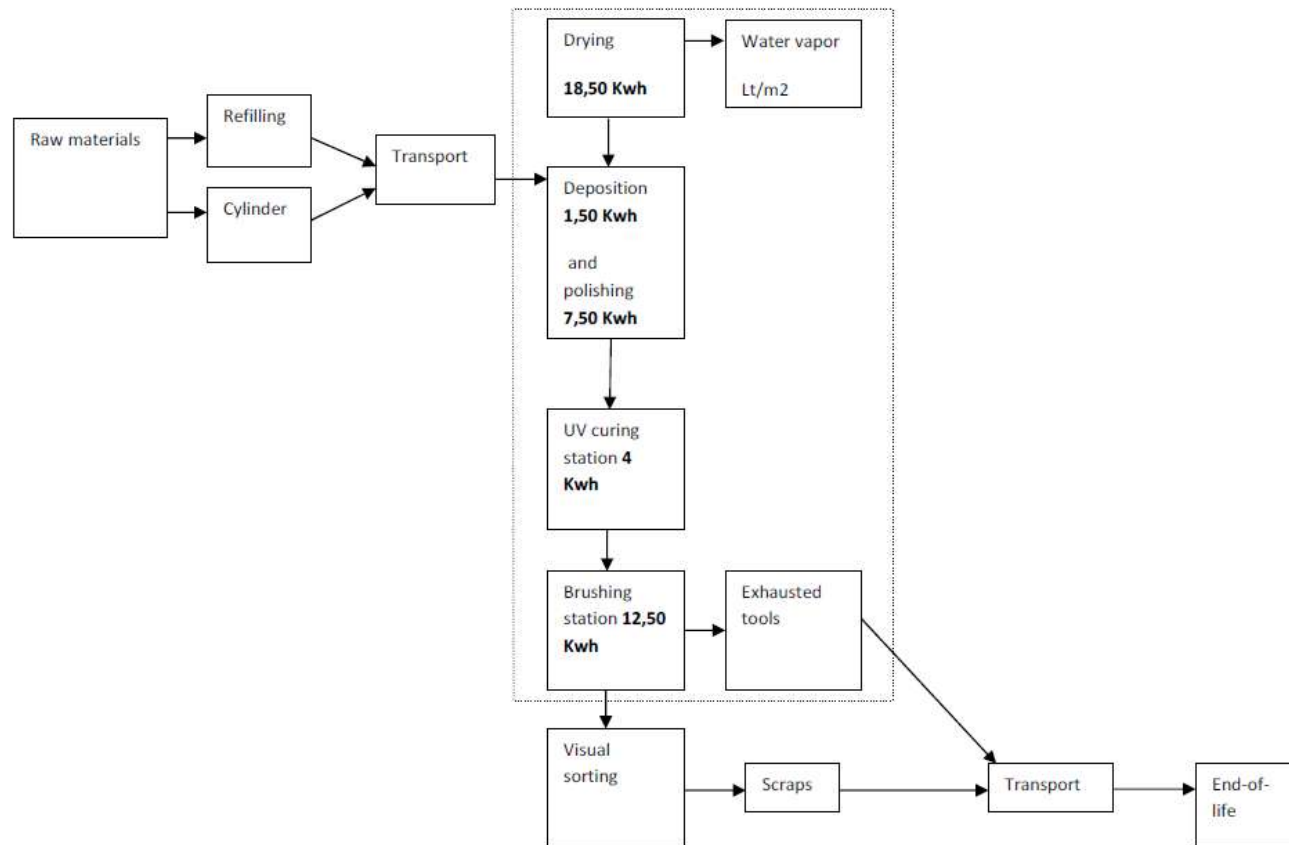 Drying
18,50 Kwh
Water vapor
Lt/m2
Raw materials
Refilling
Cylinder
Transport
Deposition
1,50 Kwh
and
polishing
7,50 Kwh
UV curing
station 4
Kwh
Brushing
station 12,50
Kwh
Exhausted
tools
Visual
sorting
Scraps
Transport
End-of-
life